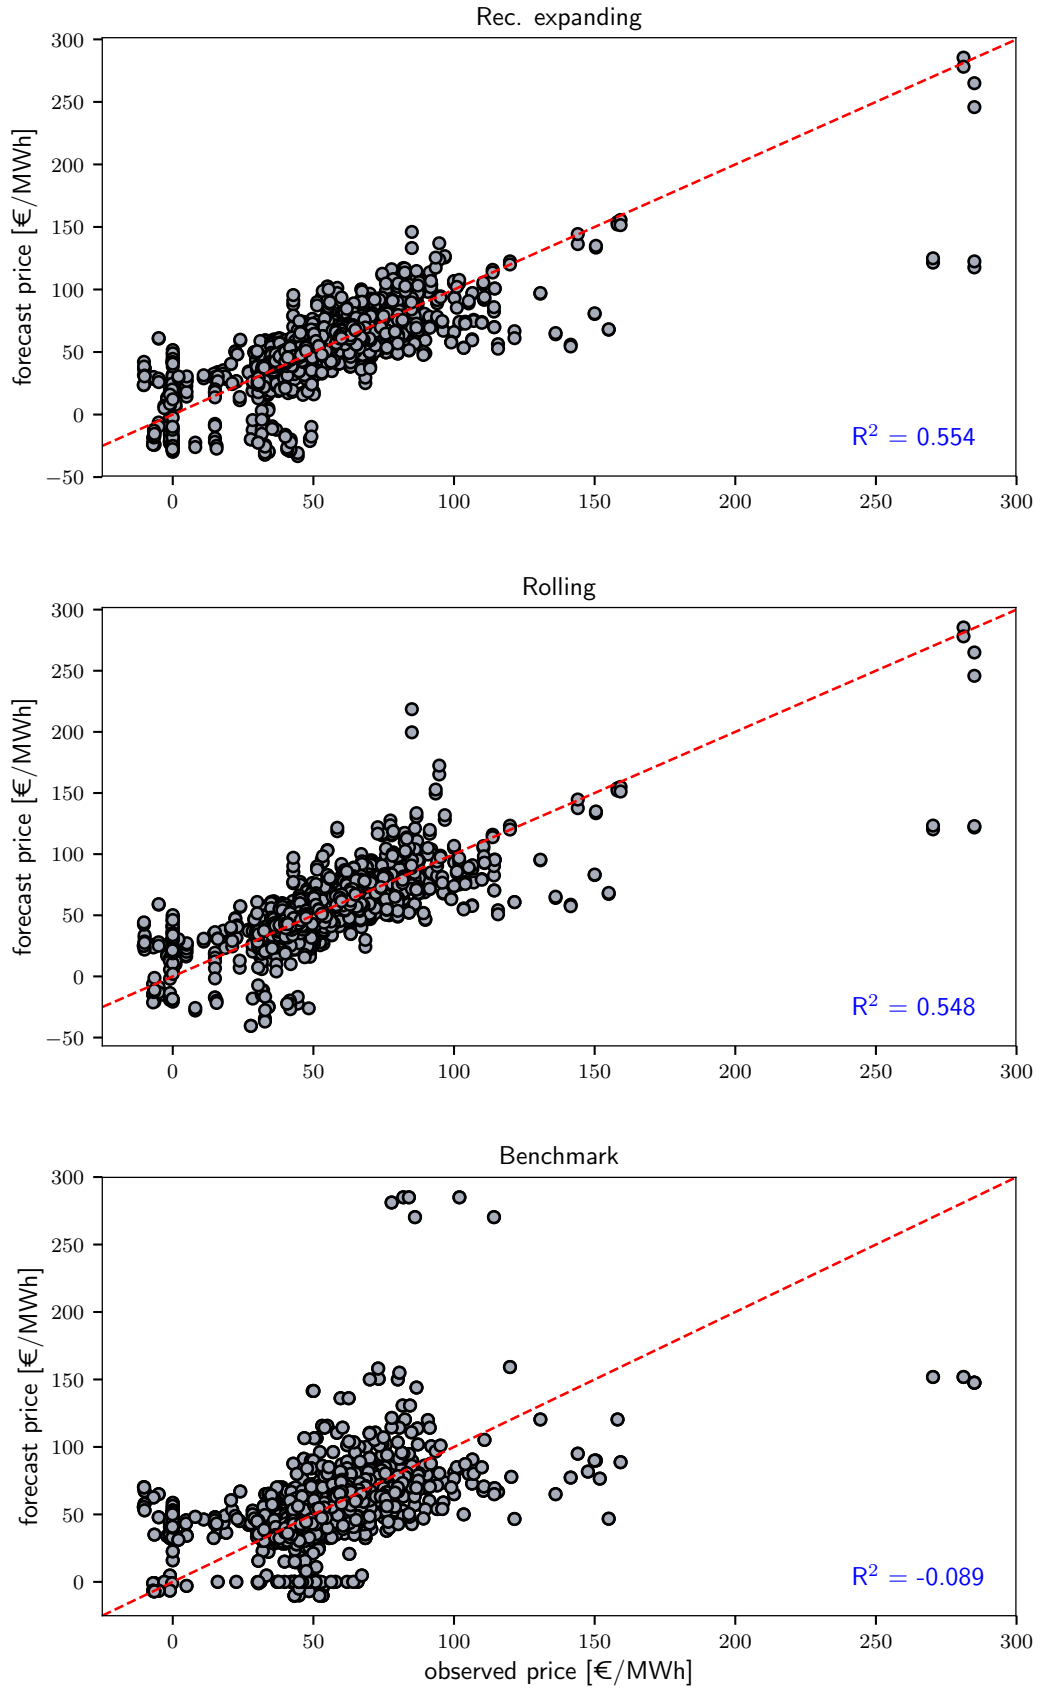 Rec. expanding
300
250
200
150
100
50
0
−50
forecast price [€/MWh]
R² = 0.554
0 50 100 150 200 250 300
Rolling
300
250
200
150
100
50
0
−50
forecast price [€/MWh]
R² = 0.548
0 50 100 150 200 250 300
Benchmark
300
250
200
150
100
50
0
forecast price [€/MWh]
R² = -0.089
0 50 100 150 200 250 300
observed price [€/MWh]